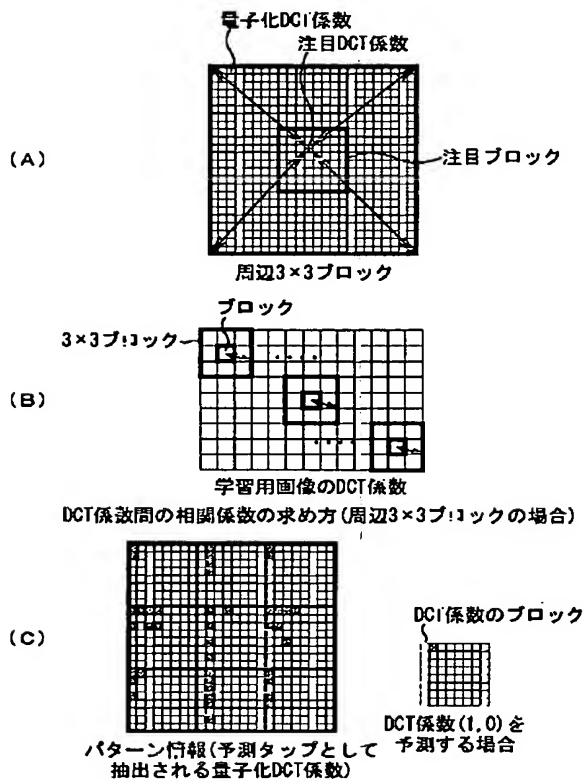 量子化DCT係数
注目DCT係数
(A)
注目ブロック
周辺3×3ブロック
ブロック
3×3ブロック
(B)
学習用画像のDCT係数
DCT係数間の相関係数の求め方(周辺3×3ブロックの場合)
(C)
DCT係数のブロック
パターン情報(予測タップとして
抽出される量子化DCT係数)
DCT係数(1,0)を
予測する場合